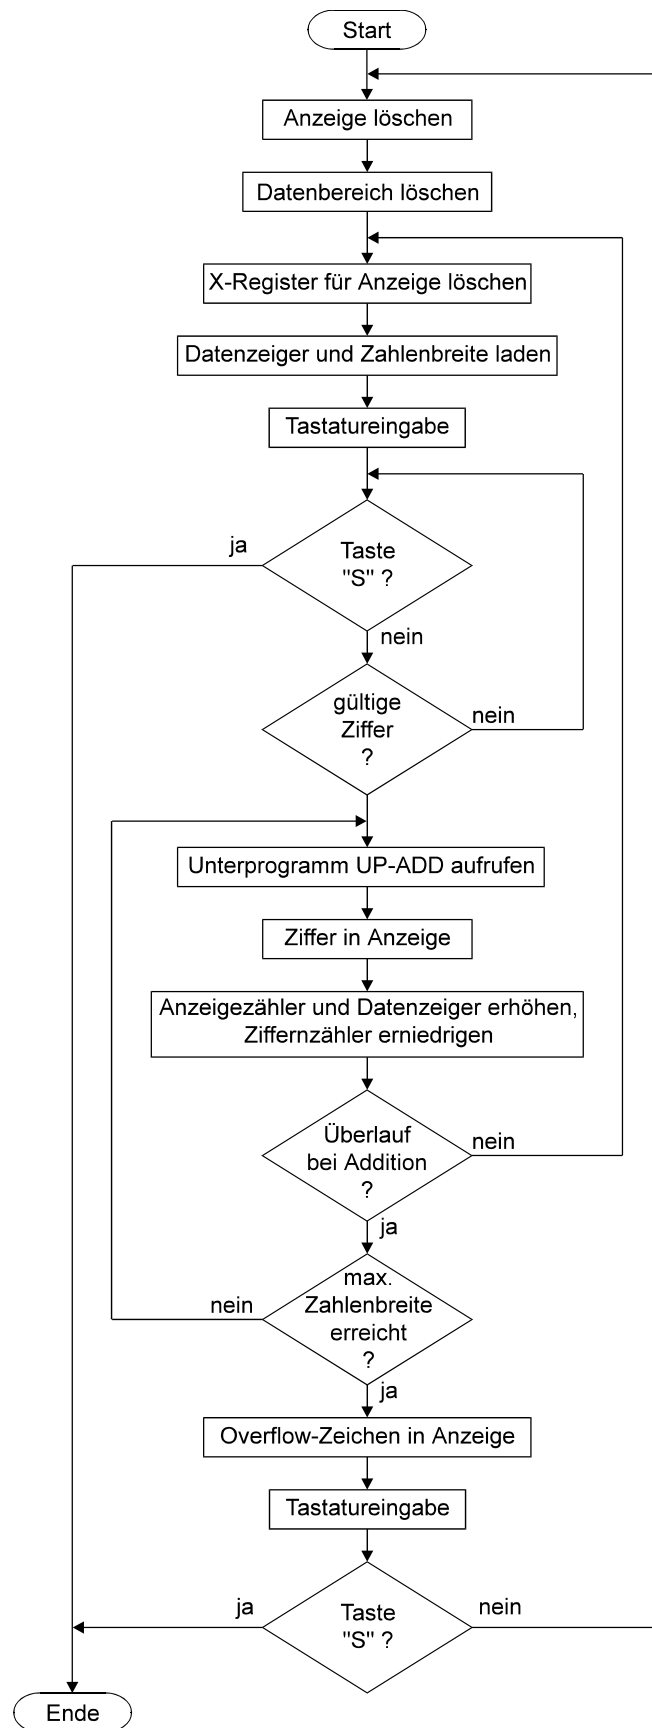 Start
Anzeige löschen
Datenbereich löschen
X-Register für Anzeige löschen
Datenzeiger und Zahlenbreite laden
Tastatureingabe
ja
Taste
"S" ?
nein
gültige
Ziffer
?
nein
Unterprogramm UP-ADD aufrufen
Ziffer in Anzeige
Anzeigezähler und Datenzeiger erhöhen,
Ziffernzähler erniedrigen
Überlauf
bei Addition
?
nein
ja
max.
Zahlenbreite
erreicht
?
nein
ja
Overflow-Zeichen in Anzeige
Tastatureingabe
ja
Taste
"S" ?
nein
Ende